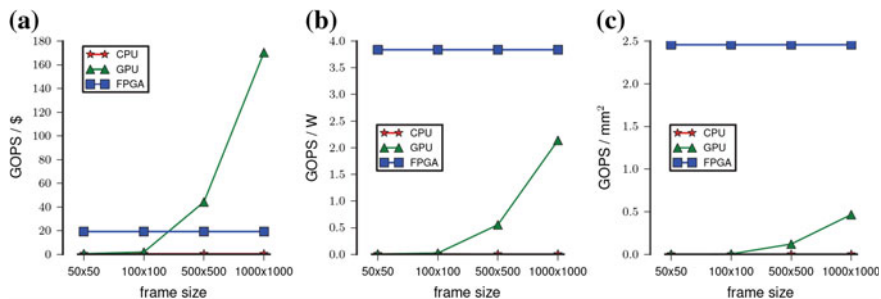 (a)
GOPS / $
180
160
140
120
100
80
60
40
20
0
CPU
GPU
FPGA
50x50 100x100 500x500 1000x1000
frame size
(b)
GOPS / W
4.0
3.5
3.0
2.5
2.0
1.5
1.0
0.5
0.0
CPU
GPU
FPGA
50x50 100x100 500x500 1000x1000
frame size
(c)
GOPS / mm²
2.5
2.0
1.5
1.0
0.5
0.0
CPU
GPU
FPGA
50x50 100x100 500x500 1000x1000
frame size